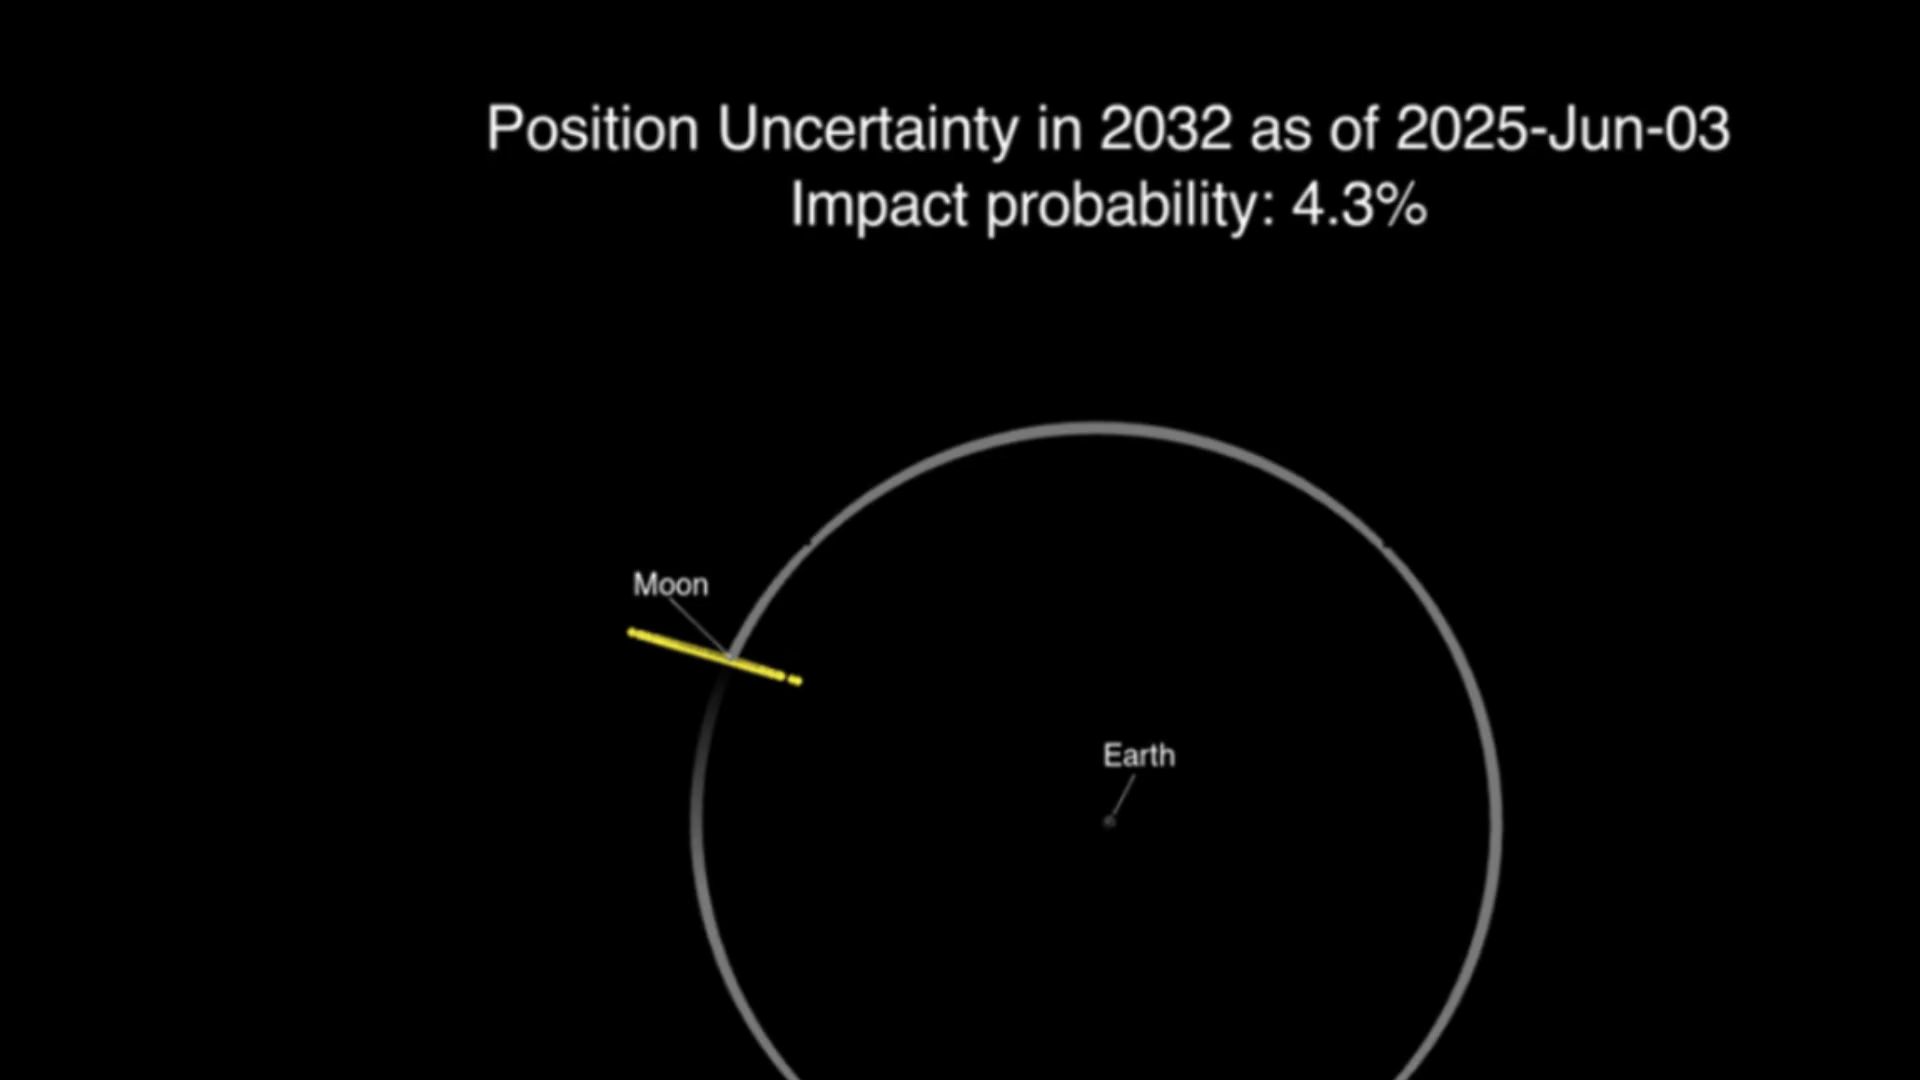 Position Uncertainty in 2032 as of 2025-Jun-03
Impact probability: 4.3%
Moon
Earth